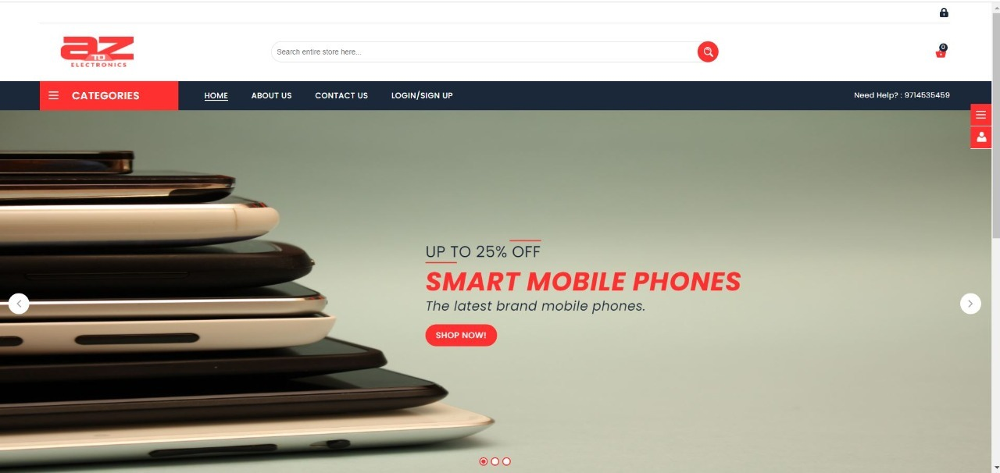 aZ
TO
ELECTRONICS
Search entire store here...
0
CATEGORIES
HOME
ABOUT US
CONTACT US
LOGIN/SIGN UP
Need Help? : 9714535459
UP TO 25% OFF
SMART MOBILE PHONES
The latest brand mobile phones.
SHOP NOW!